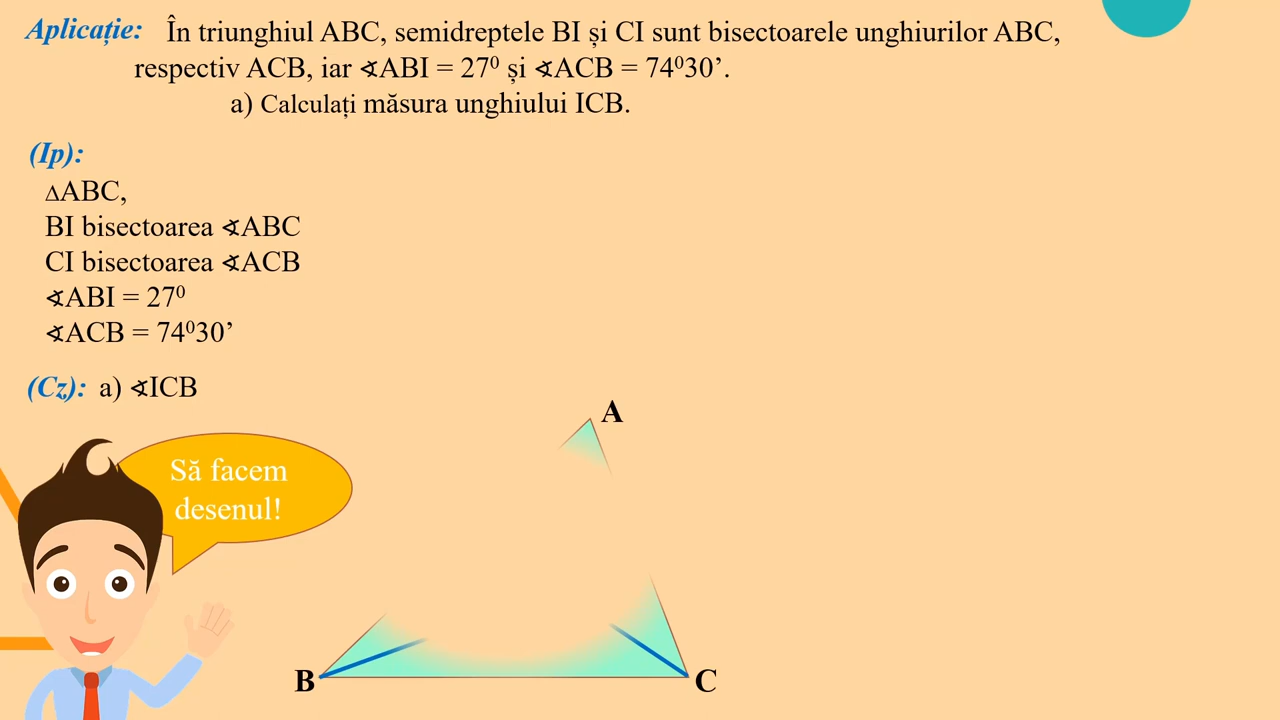 Aplicație: În triunghiul ABC, semidreptele BI și CI sunt bisectoarele unghiurilor ABC,
respectiv ACB, iar ∢ABI = 27⁰ și ∢ACB = 74⁰30’.
a) Calculați măsura unghiului ICB.
(Ip):
∆ABC,
BI bisectoarea ∢ABC
CI bisectoarea ∢ACB
∢ABI = 27⁰
∢ACB = 74⁰30’
(Cz): a) ∢ICB
A
Să facem
desenul!
B
C